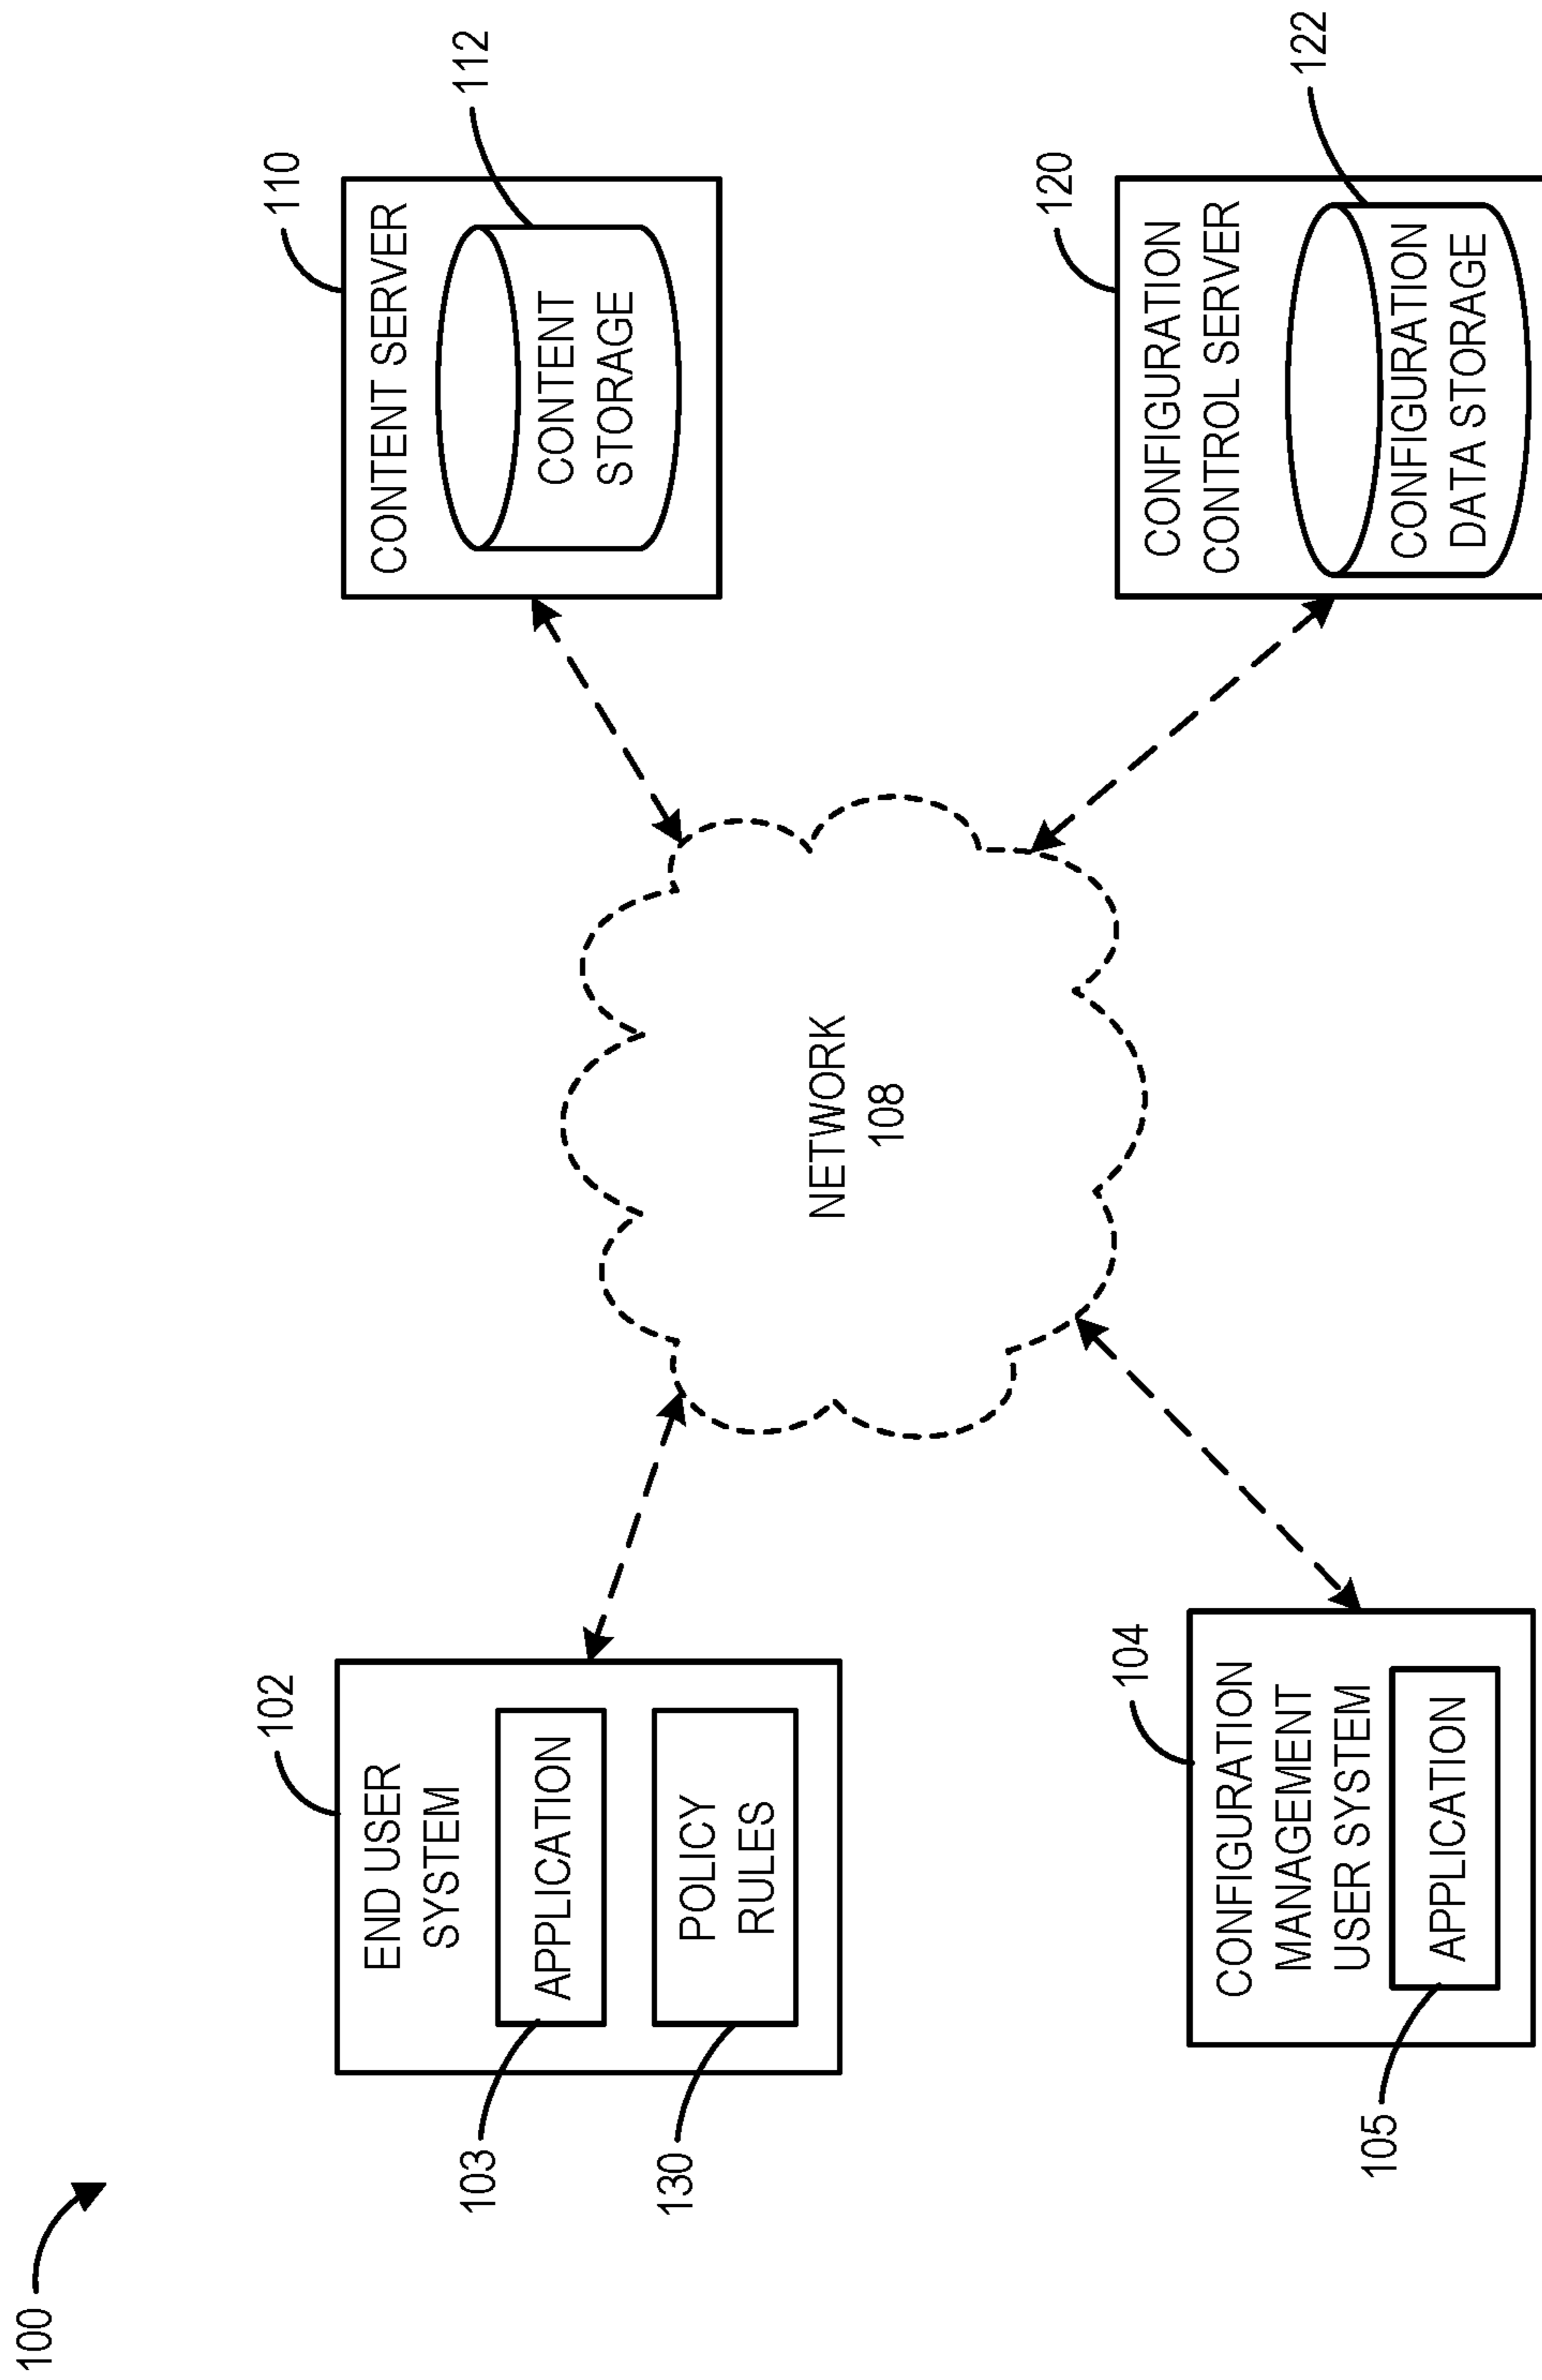 100
102
END USER
SYSTEM
103
APPLICATION
130
POLICY
RULES
110
CONTENT SERVER
112
CONTENT
STORAGE
NETWORK
108
104
CONFIGURATION
MANAGEMENT
USER SYSTEM
105
APPLICATION
120
CONFIGURATION
CONTROL SERVER
122
CONFIGURATION
DATA STORAGE